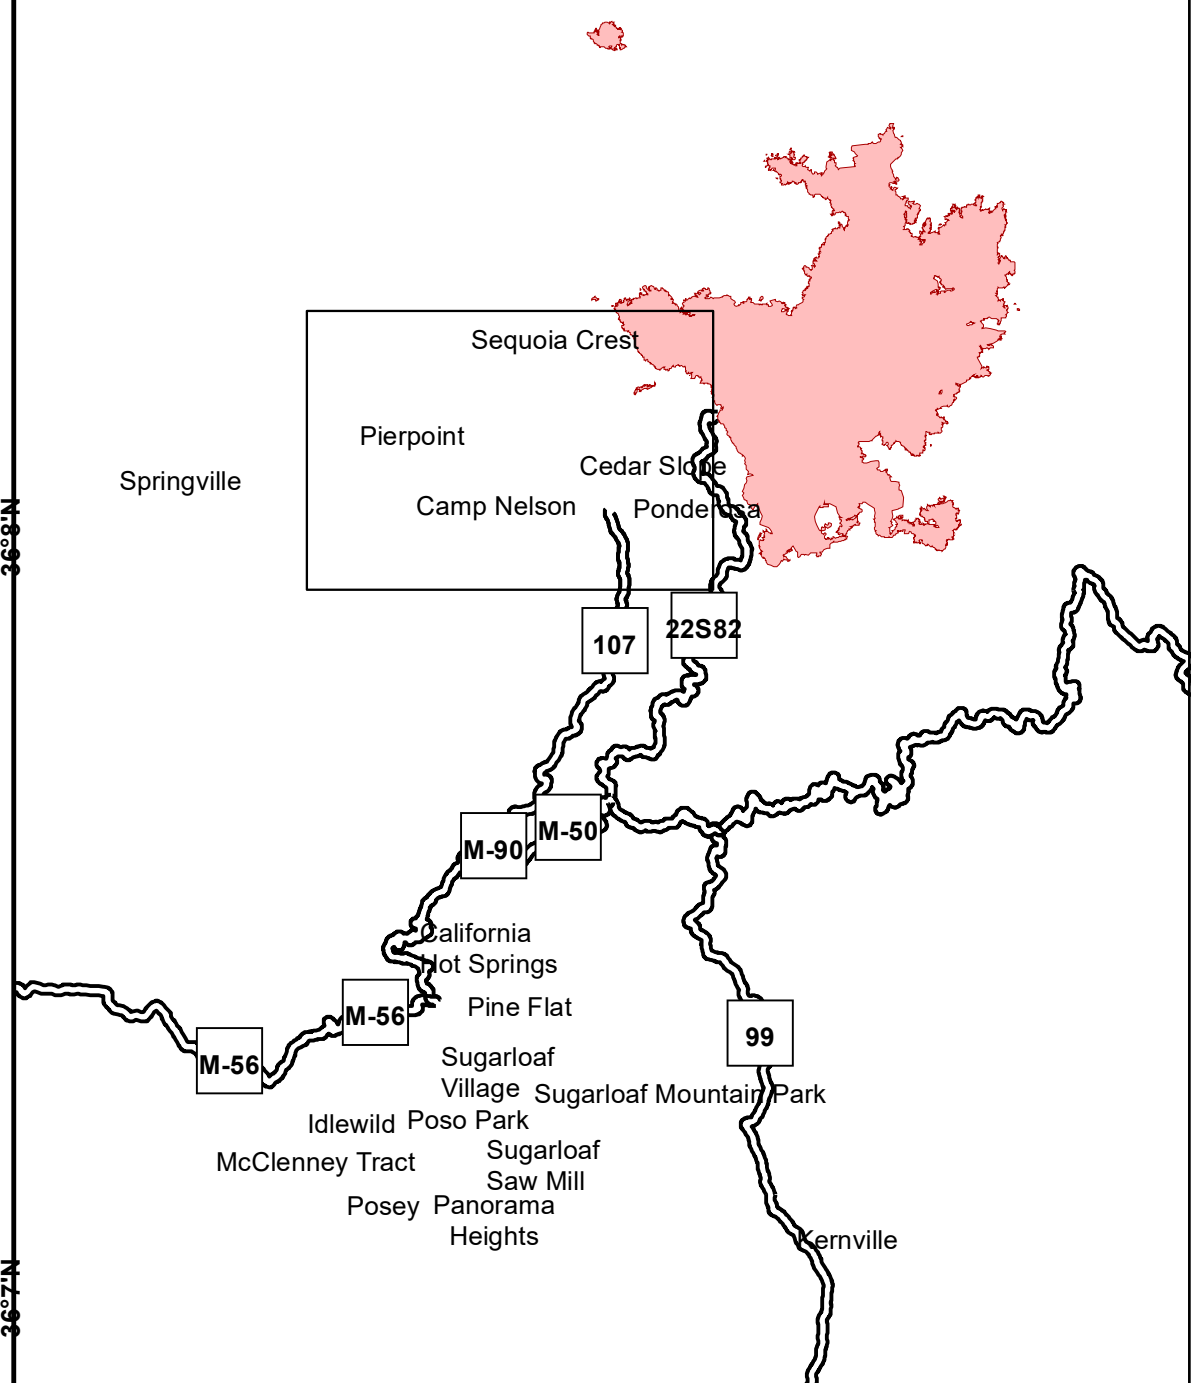 Sequoia Crest
Pierpoint
Cedar Slope
Springville
Camp Nelson
Ponderosa
36°8'N
22S82
107
M-50
M-90
California
Hot Springs
Pine Flat
M-56
99
M-56
Sugarloaf
Village
Sugarloaf Mountain Park
Idlewild
Poso Park
McClenney Tract
Sugarloaf
Saw Mill
Posey
Panorama
Heights
Kernville
36°7'N